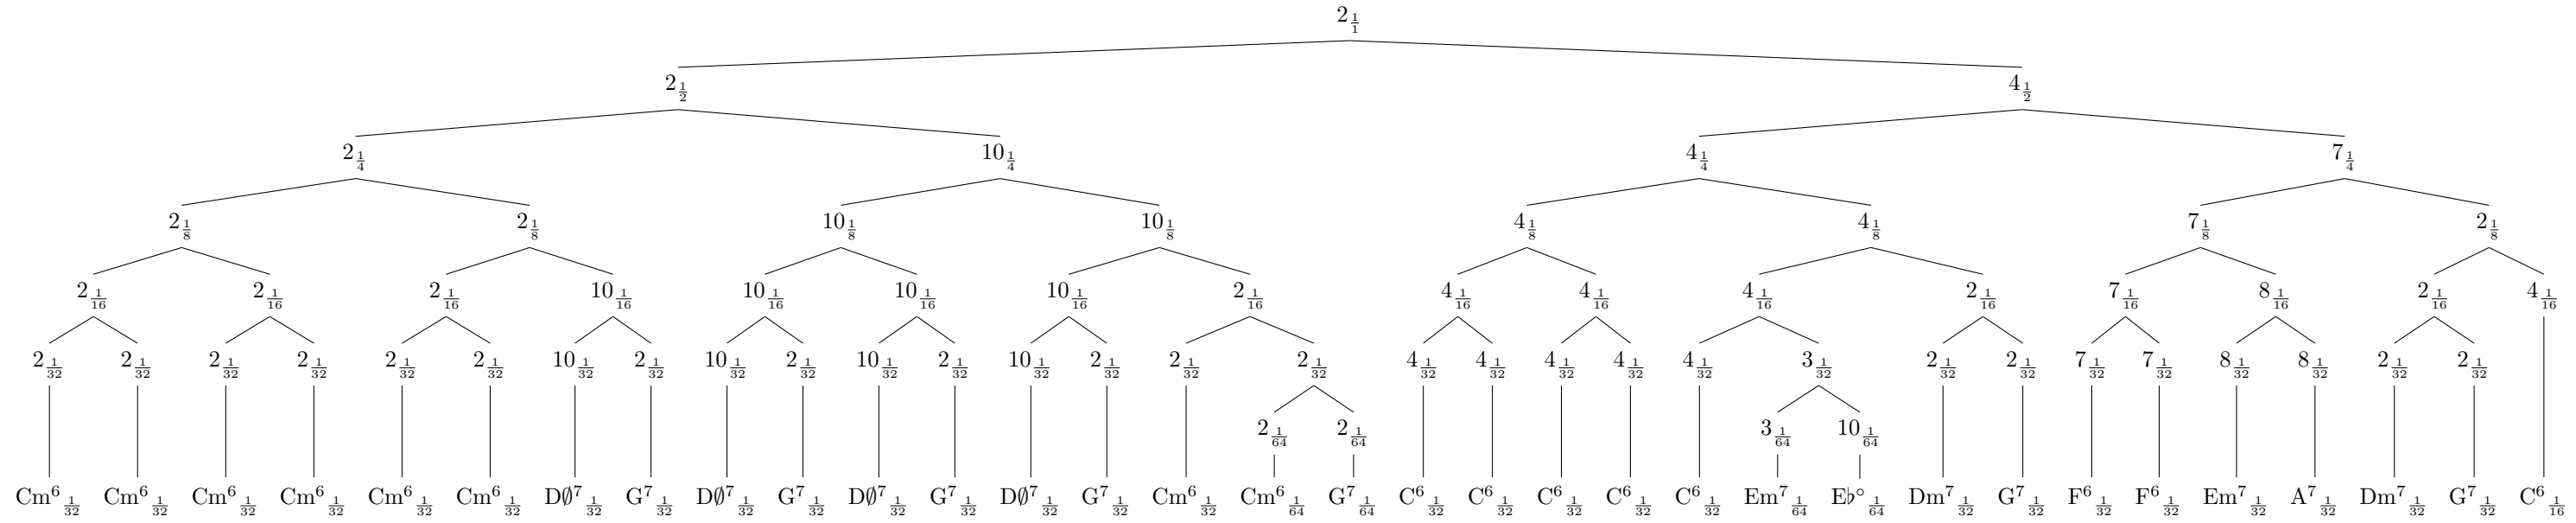 2 1/1
2 1/2 4 1/2
2 1/4 10 1/4 4 1/4 7 1/4
2 1/8 2 1/8 10 1/8 10 1/8 4 1/8 4 1/8 7 1/8 2 1/8
2 1/16 2 1/16 2 1/16 10 1/16 10 1/16 10 1/16 10 1/16 2 1/16 4 1/16 4 1/16 4 1/16 2 1/16 7 1/16 8 1/16 2 1/16 4 1/16
2 1/32 2 1/32 2 1/32 2 1/32 2 1/32 2 1/32 10 1/32 2 1/32 10 1/32 2 1/32 10 1/32 2 1/32 10 1/32 2 1/32 2 1/32 2 1/32 4 1/32 4 1/32 4 1/32 4 1/32 4 1/32 3 1/32 2 1/32 2 1/32 7 1/32 7 1/32 8 1/32 8 1/32 2 1/32 2 1/32
2 1/64 2 1/64 3 1/64 10 1/64
Cm⁶ 1/32 Cm⁶ 1/32 Cm⁶ 1/32 Cm⁶ 1/32 Cm⁶ 1/32 Cm⁶ 1/32 D∅⁷ 1/32 G⁷ 1/32 D∅⁷ 1/32 G⁷ 1/32 D∅⁷ 1/32 G⁷ 1/32 D∅⁷ 1/32 G⁷ 1/32 Cm⁶ 1/32 Cm⁶ 1/64 G⁷ 1/64 C⁶ 1/32 C⁶ 1/32 C⁶ 1/32 C⁶ 1/32 C⁶ 1/32 Em⁷ 1/64 E♭° 1/64 Dm⁷ 1/32 G⁷ 1/32 F⁶ 1/32 F⁶ 1/32 Em⁷ 1/32 A⁷ 1/32 Dm⁷ 1/32 G⁷ 1/32 C⁶ 1/16